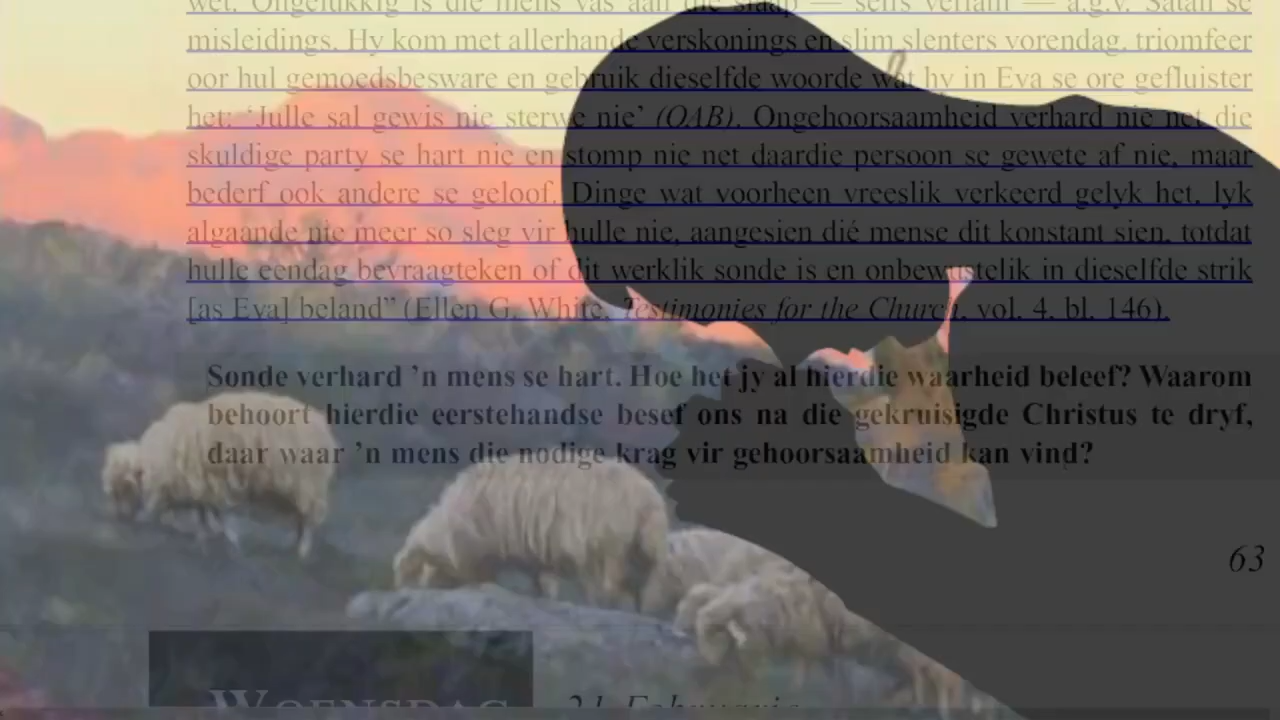 wet. Ongelukkig is die mens vas aan die slaap — selfs verlam — a.g.v. Satan se
misleidings. Hy kom met allerhande verskonings en slim slenters vorendag, triomfeer
oor hul gemoedsbesware en gebruik dieselfde woorde wat hy in Eva se ore gefluister
het: ‘Julle sal gewis nie sterwe nie’ (OAB). Ongehoorsaamheid verhard nie net die
skuldige party se hart nie en stomp nie net daardie persoon se gewete af nie, maar
bederf ook andere se geloof. Dinge wat voorheen vreeslik verkeerd gelyk het, lyk
algaande nie meer so sleg vir hulle nie, aangesien dié mense dit konstant sien, totdat
hulle eendag bevraagteken of dit werklik sonde is en onbewustelik in dieselfde strik
[as Eva] beland” (Ellen G. White, Testimonies for the Church, vol. 4, bl. 146).
Sonde verhard ’n mens se hart. Hoe het jy al hierdie waarheid beleef? Waarom
behoort hierdie eerstehandse besef ons na die gekruisigde Christus te dryf,
daar waar ’n mens die nodige krag vir gehoorsaamheid kan vind?
63
WOENSDAG 21 Februarie